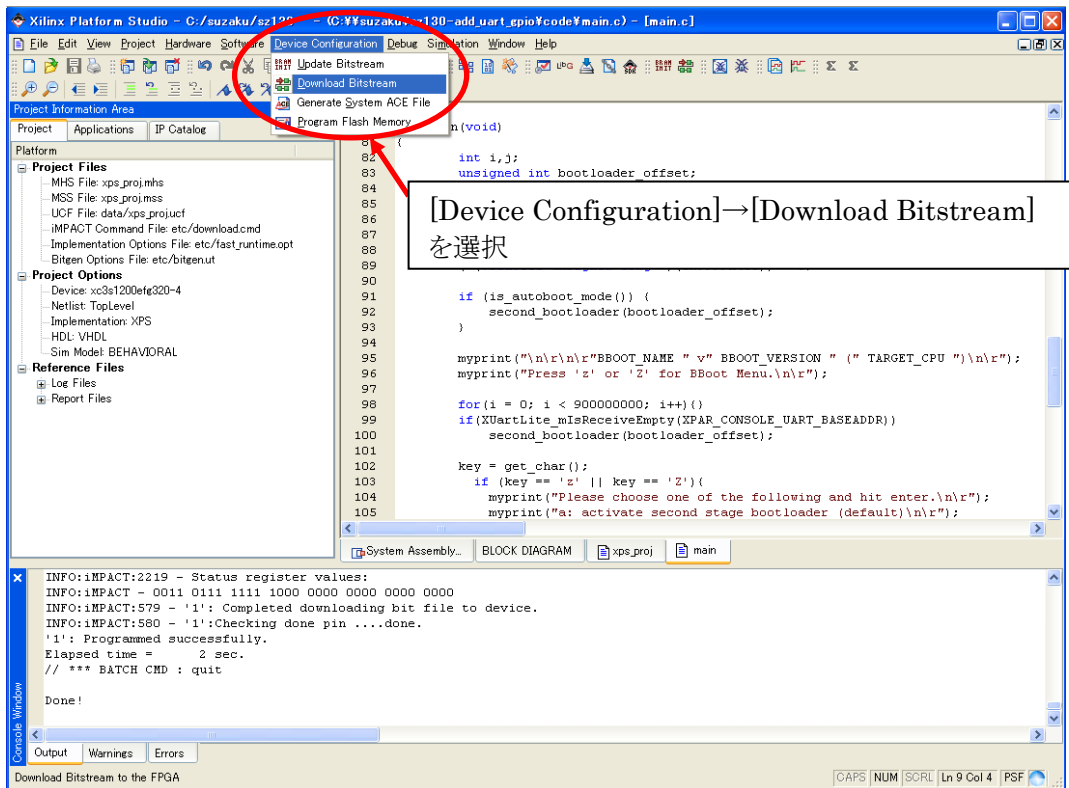 Xilinx Platform Studio - C:/suzaku/sz130 - (C:¥¥suzaku¥sz130-add_uart_gpio¥code¥main.c) - [main.c]
File Edit View Project Hardware Software Device Configuration Debug Simulation Window Help
Update Bitstream
Download Bitstream
Generate System ACE File
Program Flash Memory
Project Information Area
Project Applications IP Catalog
Platform
Project Files
MHS File: xps_proj.mhs
MSS File: xps_proj.mss
UCF File: data/xps_proj.ucf
iMPACT Command File: etc/download.cmd
Implementation Options File: etc/fast_runtime.opt
Bitgen Options File: etc/bitgen.ut
Project Options
Device: xc3s1200efg320-4
Netlist: TopLevel
Implementation: XPS
HDL: VHDL
Sim Model: BEHAVIORAL
Reference Files
Log Files
Report Files
n(void)
{
82 int i,j;
83 unsigned int bootloader_offset;
84
85
86
87
88
89
90
91 if (is_autoboot_mode()) {
92 second_bootloader(bootloader_offset);
93 }
94
95 myprint("\n\r\n\r"BBOOT_NAME " v" BBOOT_VERSION " (" TARGET_CPU ")\n\r");
96 myprint("Press 'z' or 'Z' for BBoot Menu.\n\r");
97
98 for(i = 0; i < 900000000; i++){}
99 if(XUartLite_mIsReceiveEmpty(XPAR_CONSOLE_UART_BASEADDR))
100 second_bootloader(bootloader_offset);
101
102 key = get_char();
103 if (key == 'z' || key == 'Z'){
104 myprint("Please choose one of the following and hit enter.\n\r");
105 myprint("a: activate second stage bootloader (default)\n\r");
[Device Configuration]→[Download Bitstream]
を選択
System Assembly... BLOCK DIAGRAM xps_proj main
INFO:iMPACT:2219 - Status register values:
INFO:iMPACT - 0011 0111 1111 1000 0000 0000 0000 0000
INFO:iMPACT:579 - '1': Completed downloading bit file to device.
INFO:iMPACT:580 - '1':Checking done pin ....done.
'1': Programmed successfully.
Elapsed time = 2 sec.
// *** BATCH CMD : quit
Done!
Console Window
Output Warnings Errors
Download Bitstream to the FPGA
CAPS NUM SCRL Ln 9 Col 4 PSF